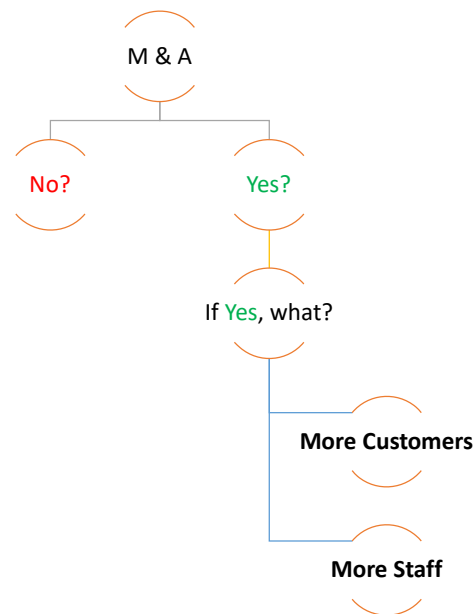 M & A
No?
Yes?
If Yes, what?
More Customers
More Staff